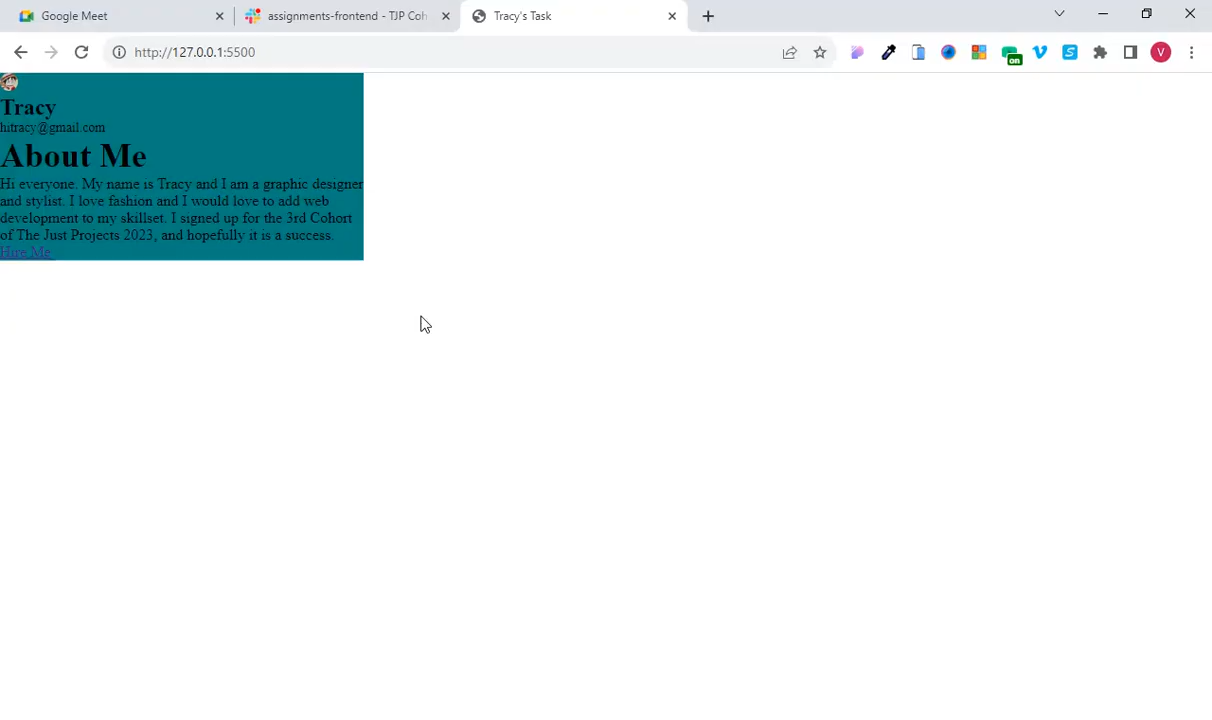 Google Meet
assignments-frontend - TJP Coh
Tracy's Task
http://127.0.0.1:5500
on
S
V
Tracy
hitracy@gmail.com
About Me
Hi everyone. My name is Tracy and I am a graphic designer
and stylist. I love fashion and I would love to add web
development to my skillset. I signed up for the 3rd Cohort
of The Just Projects 2023, and hopefully it is a success.
Hire Me